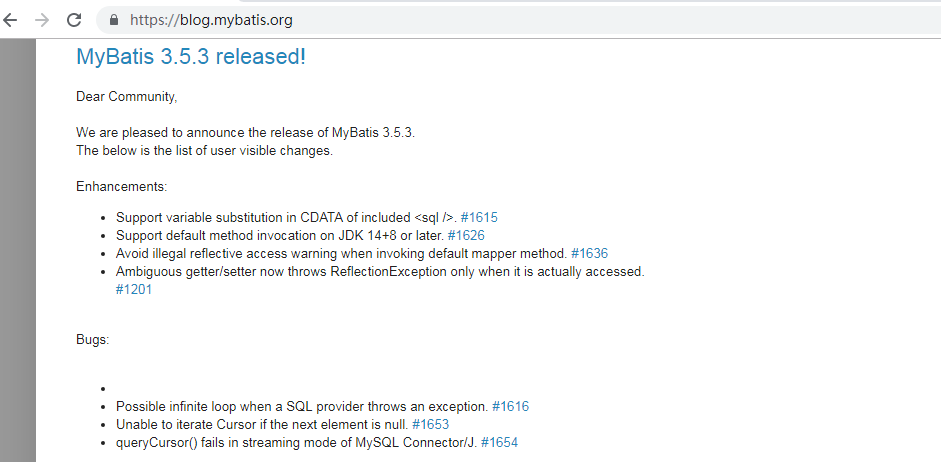 https://blog.mybatis.org
MyBatis 3.5.3 released!
Dear Community,
We are pleased to announce the release of MyBatis 3.5.3.
The below is the list of user visible changes.
Enhancements:
• Support variable substitution in CDATA of included <sql />. #1615
• Support default method invocation on JDK 14+8 or later. #1626
• Avoid illegal reflective access warning when invoking default mapper method. #1636
• Ambiguous getter/setter now throws ReflectionException only when it is actually accessed.
#1201
Bugs:
•
• Possible infinite loop when a SQL provider throws an exception. #1616
• Unable to iterate Cursor if the next element is null. #1653
• queryCursor() fails in streaming mode of MySQL Connector/J. #1654